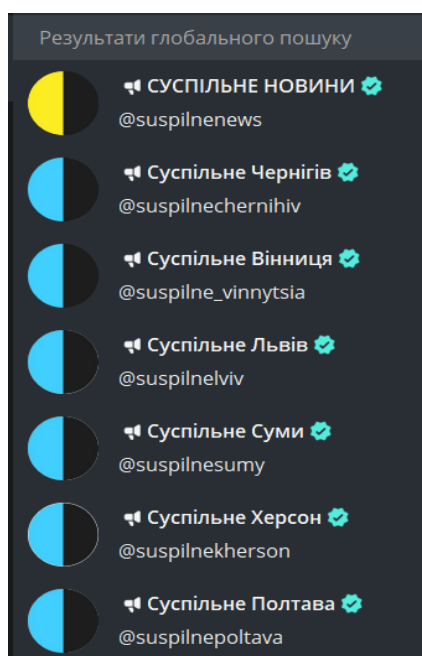 Результати глобального пошуку
СУСПІЛЬНЕ НОВИНИ
@suspilnenews
Суспільне Чернігів
@suspilnechernihiv
Суспільне Вінниця
@suspilne_vinnytsia
Суспільне Львів
@suspilnelviv
Суспільне Суми
@suspilnesumy
Суспільне Херсон
@suspilnekherson
Суспільне Полтава
@suspilnepoltava